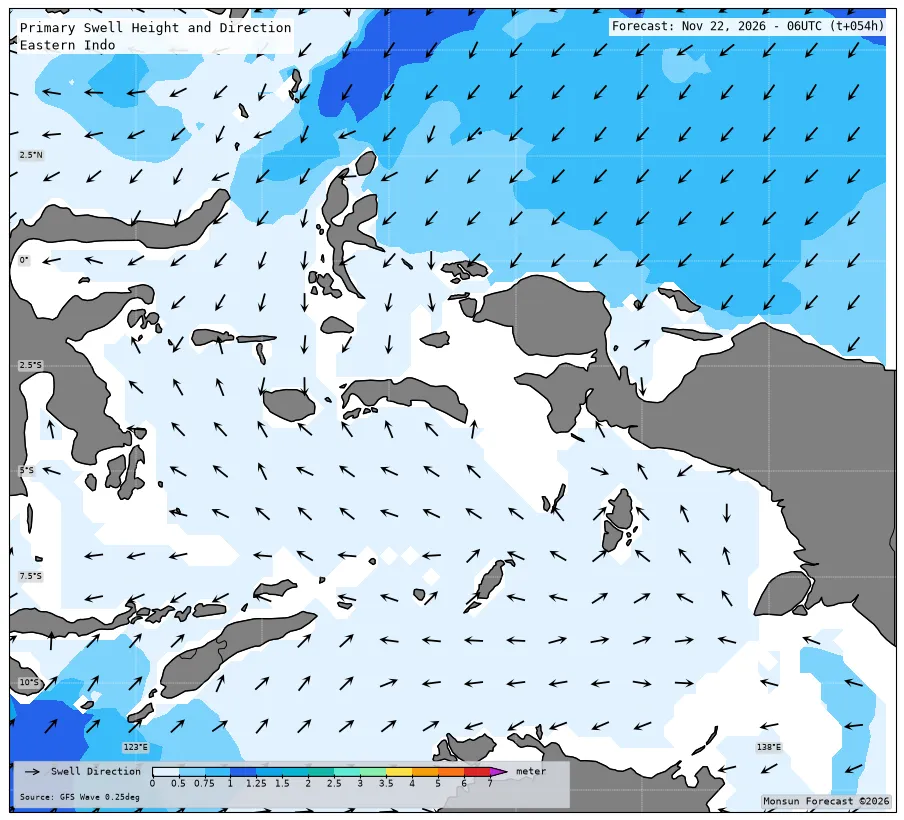 Primary Swell Height and Direction
Eastern Indo
Forecast: Nov 22, 2026 - 06UTC (t+054h)
2.5°N
0°
2.5°S
5°S
7.5°S
10°S
123°E
138°E
Swell Direction
0 0.5 0.75 1 1.25 1.5 2 2.5 3 3.5 4 5 6 7
meter
Source: GFS Wave 0.25deg
Monsun Forecast ©2026